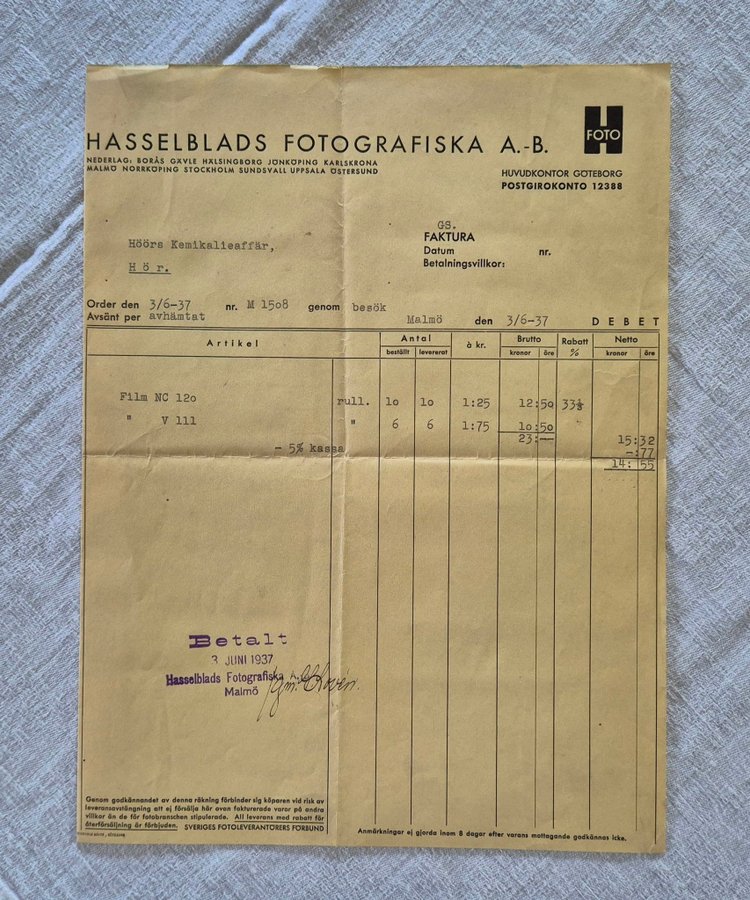 HASSELBLADS FOTOGRAFISKA A.-B.
H FOTO
NEDERLAG: BORÅS GÄVLE HÄLSINGBORG JÖNKÖPING KARLSKRONA
MALMÖ NORRKÖPING STOCKHOLM SUNDSVALL UPPSALA ÖSTERSUND
HUVUDKONTOR GÖTEBORG
POSTGIROKONTO 12388
GS.
FAKTURA
Datum nr.
Betalningsvillkor:
Höörs Kemikalieaffär,
Hör.
Order den 3/6-37 nr. M 1508 genom besök
Avsänt per avhämtat Malmö den 3/6-37 DEBET
Artikel Antal à kr. Brutto Rabatt Netto
beställt levererat kronor öre % kronor öre
Film NC 120 rull. 10 10 1:25 12:50 33⅓
" V 111 " 6 6 1:75 10:50
23:— 15:32
- 5% kassa -:77
14:55
Betalt
3 JUNI 1937
Hasselblads Fotografiska
Malmö
Genom godkännandet av denna räkning förbinder sig köparen vid risk av
leveransavstängning att ej försälja här ovan fakturerade varor på andra
villkor än de för fotobranschen stipulerade. All leverans med rabatt för
återförsäljning är förbjuden. SVERIGES FOTOLEVERANTÖRERS FÖRBUND
Anmärkningar ej gjorda inom 8 dagar efter varans mottagande godkännas icke.